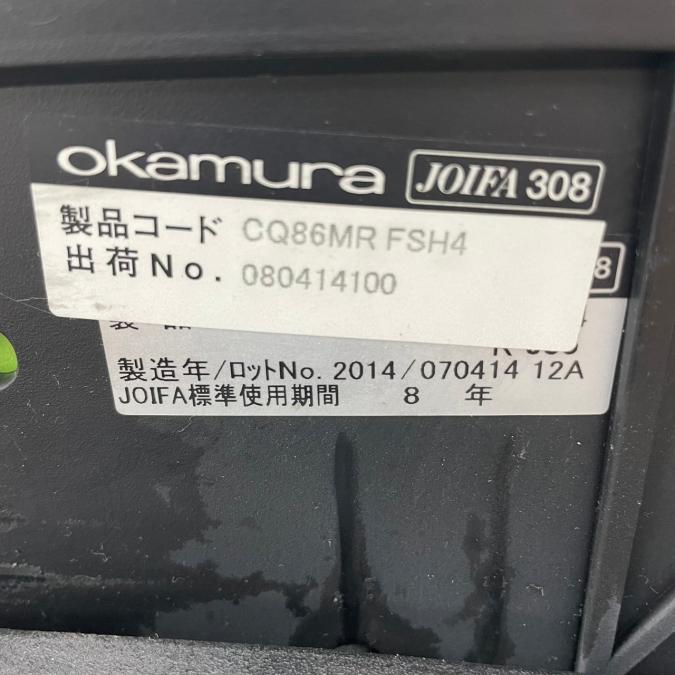 okamura JOIFA 308
製品コード CQ86MR FSH4
出荷No. 080414100
8
製造年/ロットNo. 2014/070414 12A
JOIFA標準使用期間 8 年